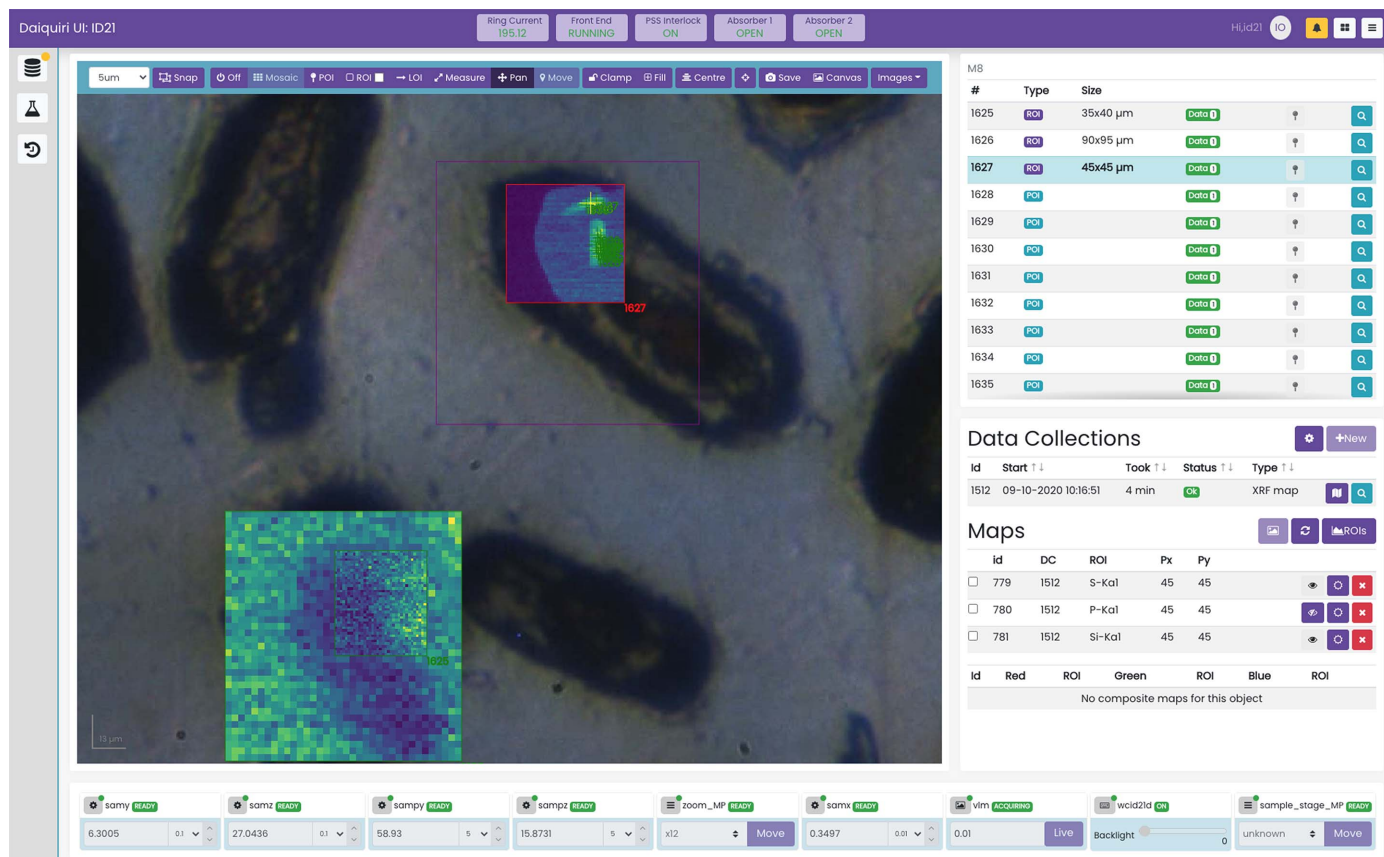 Daiquiri UI: ID21
Ring Current 195.12
Front End RUNNING
PSS Interlock ON
Absorber 1 OPEN
Absorber 2 OPEN
Hi,id21 IO
5um Snap Off Mosaic POI ROI LOI Measure Pan Move Clamp Fill Centre Save Canvas Images
1627
1625
13 µm
M8
# Type Size
1625 ROI 35x40 µm Data 1
1626 ROI 90x95 µm Data 1
1627 ROI 45x45 µm Data 1
1628 POI Data 1
1629 POI Data 1
1630 POI Data 1
1631 POI Data 1
1632 POI Data 1
1633 POI Data 1
1634 POI Data 1
1635 POI Data 1
Data Collections +New
Id Start ↑↓ Took ↑↓ Status ↑↓ Type ↑↓
1512 09-10-2020 10:16:51 4 min Ok XRF map
Maps ROIs
id DC ROI Px Py
779 1512 S-Ka1 45 45
780 1512 P-Ka1 45 45
781 1512 Si-Ka1 45 45
Id Red ROI Green ROI Blue ROI
No composite maps for this object
samy READY
6.3005 0.1
samz READY
27.0436 0.1
sampy READY
58.93 5
sampz READY
15.8731 5
zoom_MP READY
x12 Move
samx READY
0.3497 0.01
vlm ACQUIRING
0.01 Live
wcid21d ON
Backlight 0
sample_stage_MP READY
unknown Move